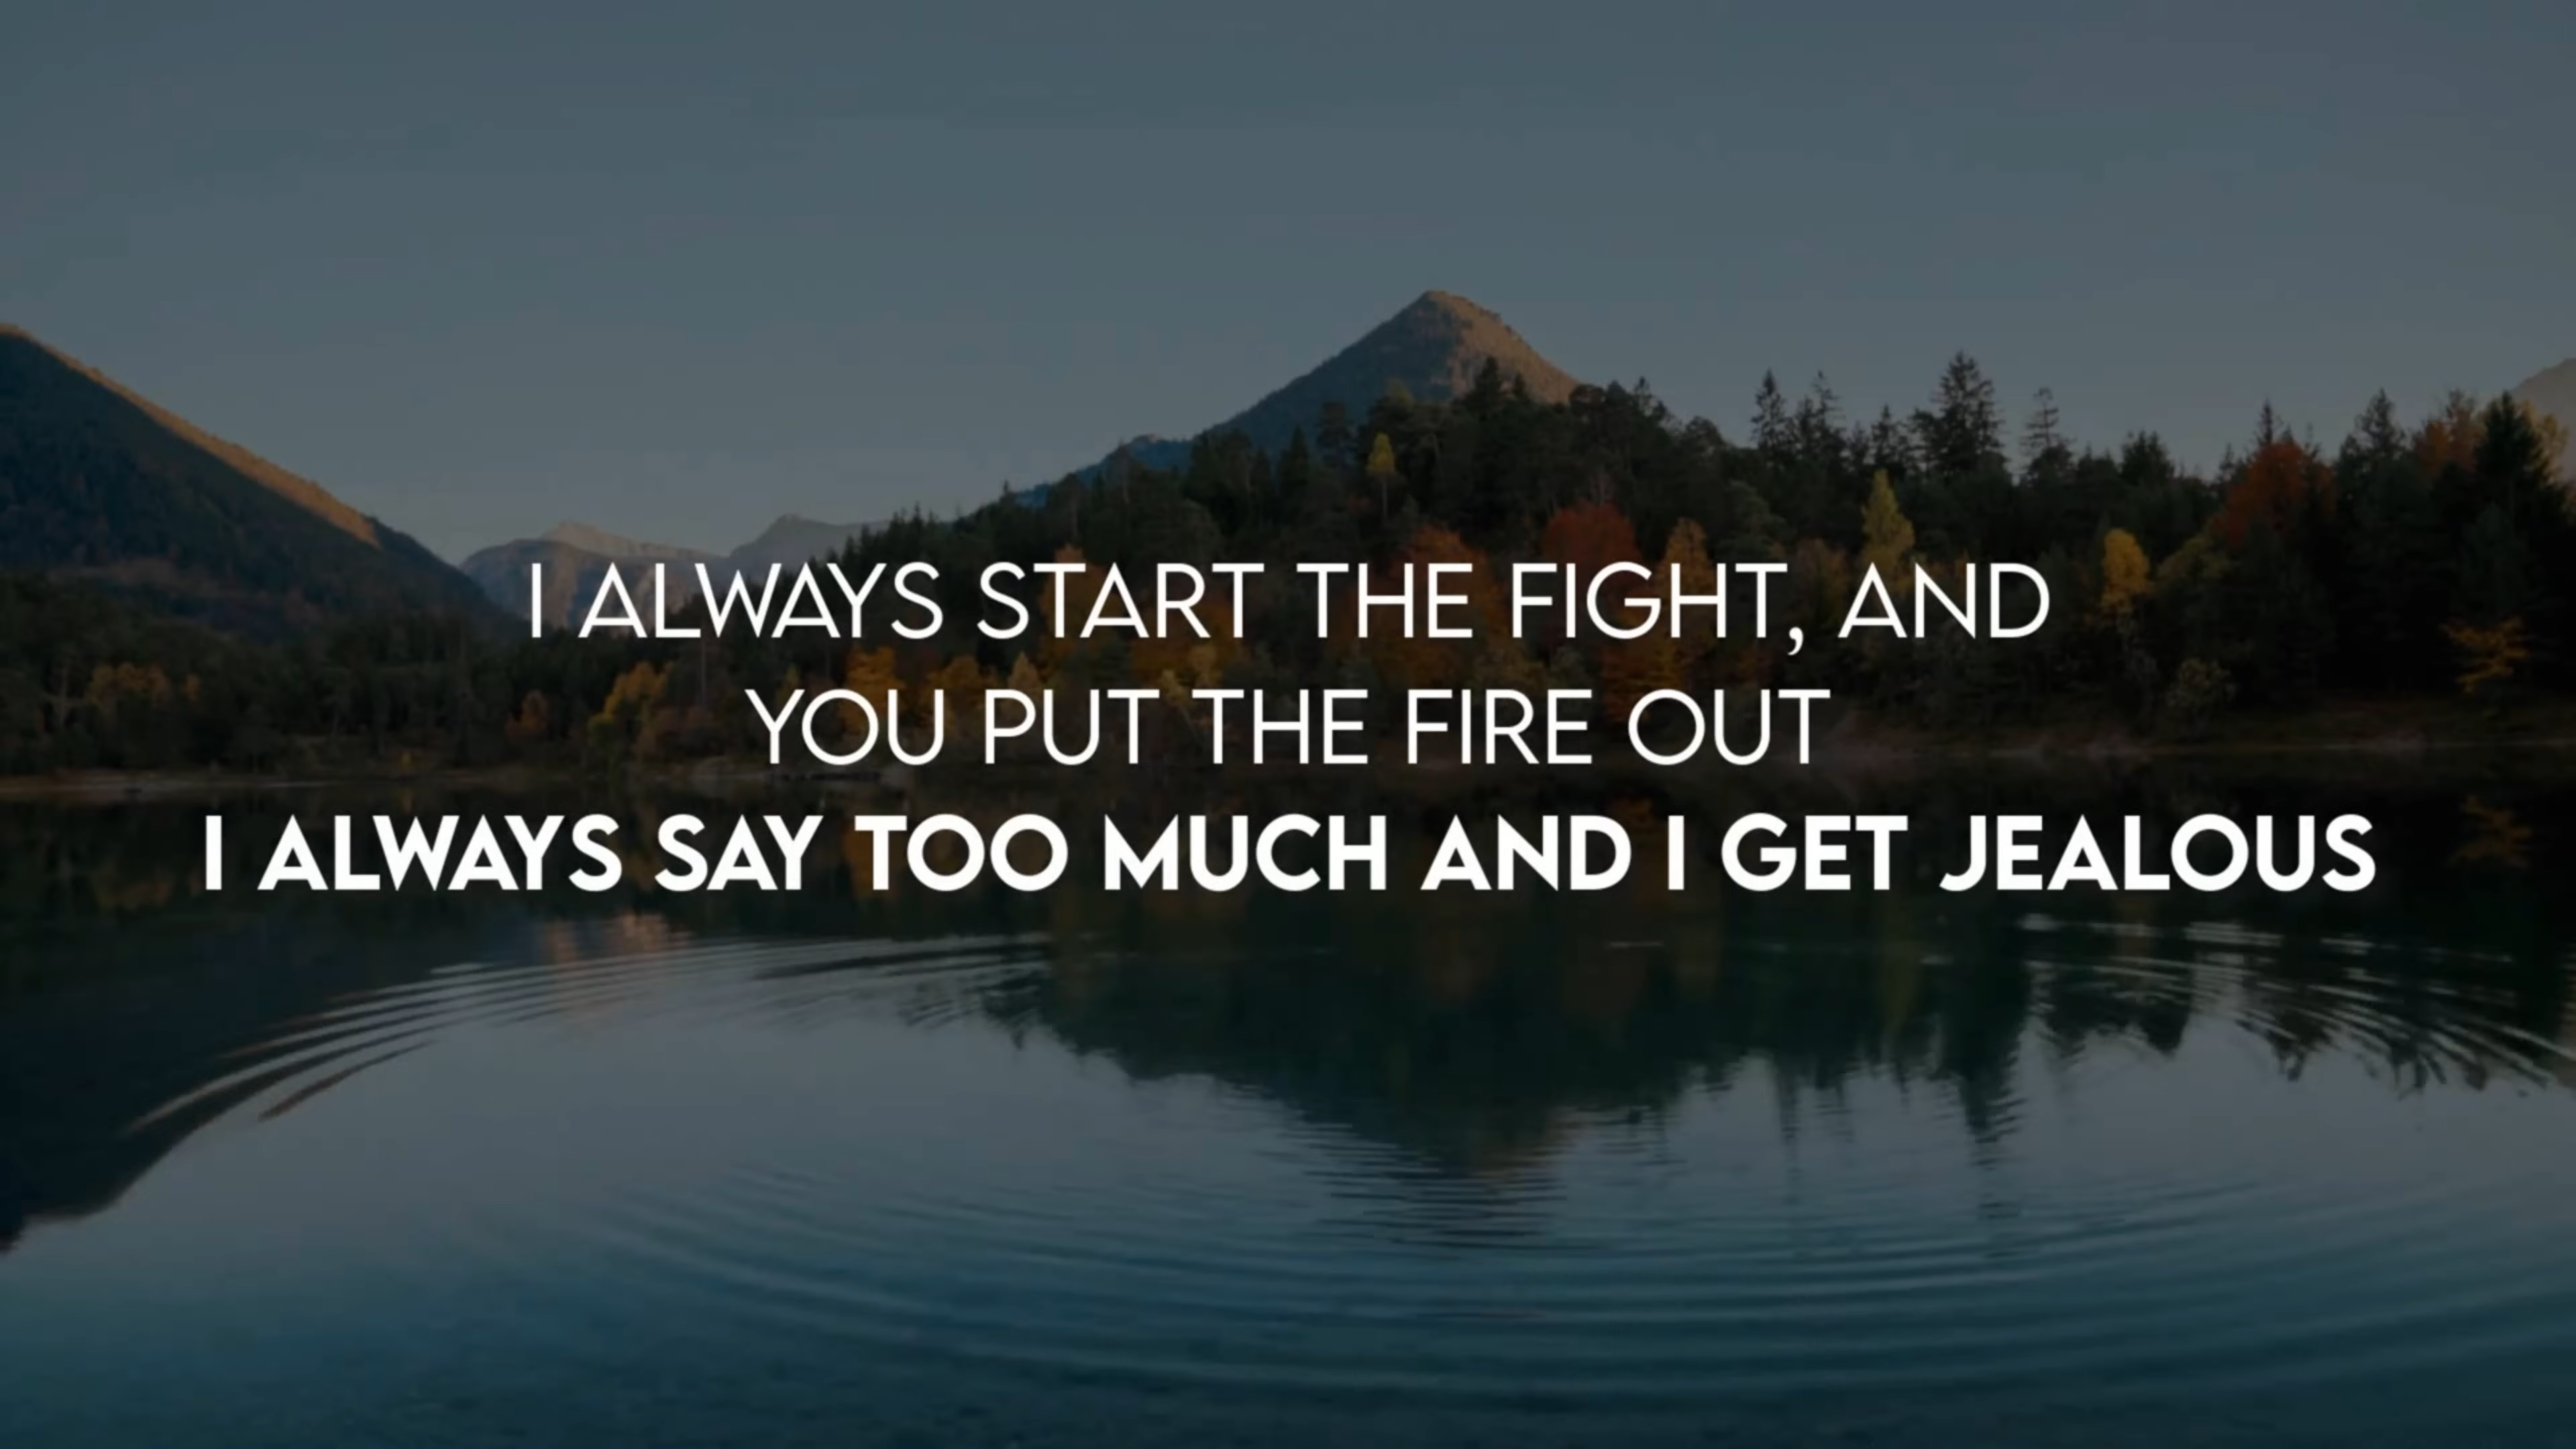 I ALWAYS START THE FIGHT, AND
YOU PUT THE FIRE OUT
I ALWAYS SAY TOO MUCH AND I GET JEALOUS